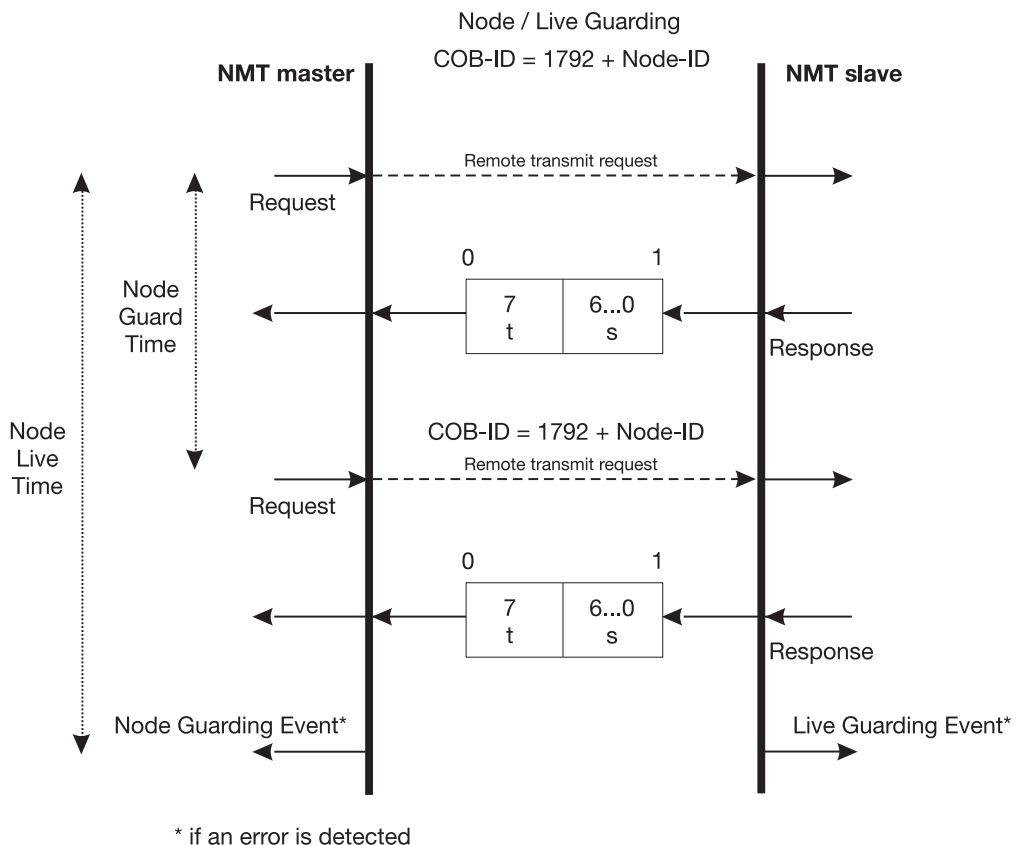 Node / Live Guarding
COB-ID = 1792 + Node-ID
NMT master
NMT slave
Remote transmit request
Request
0 1
7 6...0
t s
Node
Guard
Time
Response
Node
Live
Time
COB-ID = 1792 + Node-ID
Remote transmit request
Request
0 1
7 6...0
t s
Response
Node Guarding Event*
Live Guarding Event*
* if an error is detected